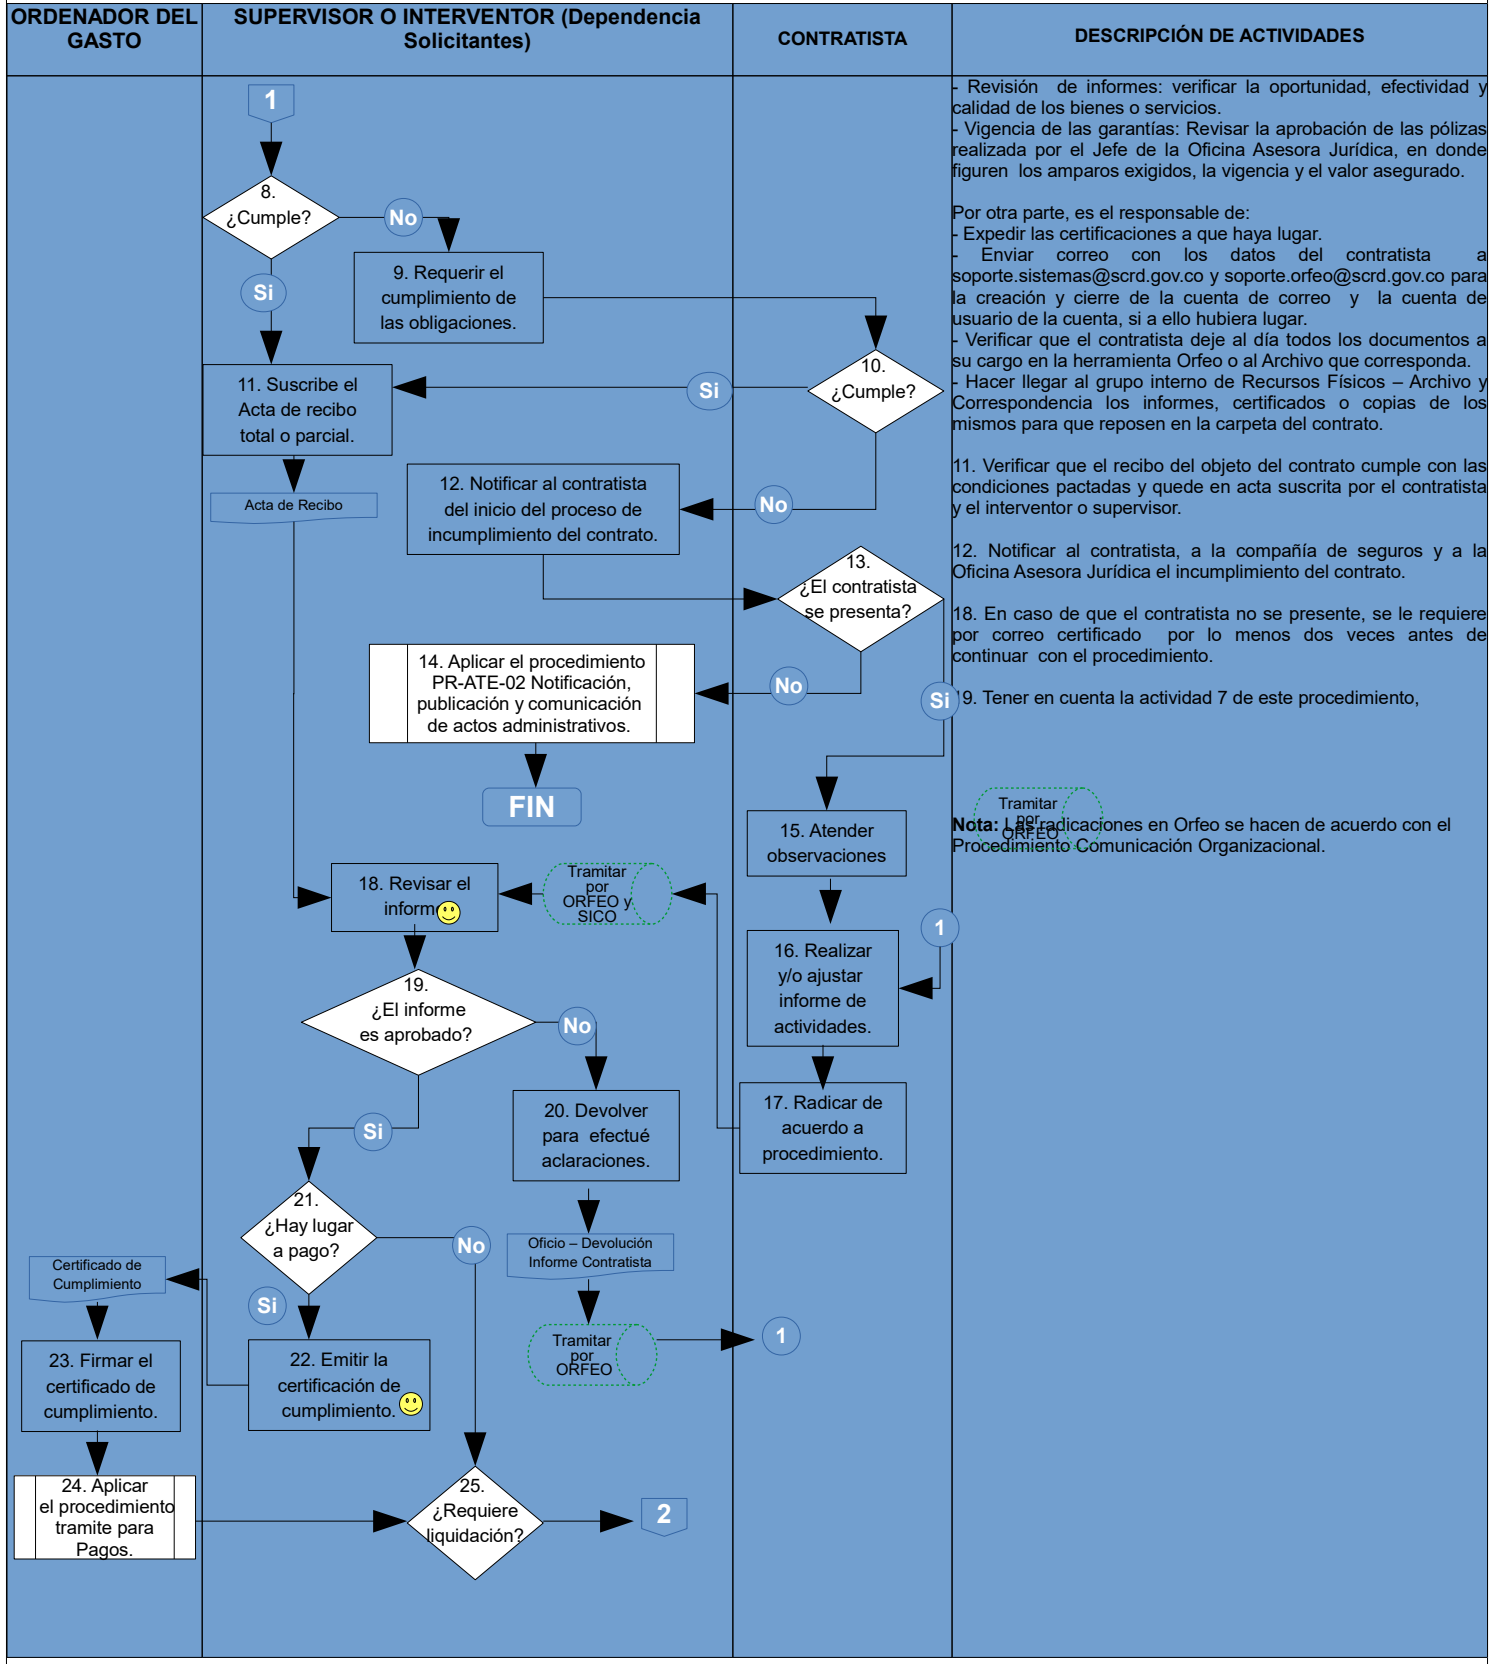 ORDENADOR DEL
GASTO
SUPERVISOR O INTERVENTOR (Dependencia
Solicitantes)
CONTRATISTA
DESCRIPCIÓN DE ACTIVIDADES
1
8.
¿Cumple?
No
Si
9. Requerir el
cumplimiento de
las obligaciones.
10.
¿Cumple?
Si
11. Suscribe el
Acta de recibo
total o parcial.
Acta de Recibo
12. Notificar al contratista
del inicio del proceso de
incumplimiento del contrato.
No
13.
¿El contratista
se presenta?
No
Si
14. Aplicar el procedimiento
PR-ATE-02 Notificación,
publicación y comunicación
de actos administrativos.
FIN
15. Atender
observaciones
18. Revisar el
informe
Tramitar
por
ORFEO y
SICO
1
16. Realizar
y/o ajustar
informe de
actividades.
19.
¿El informe
es aprobado?
No
Si
17. Radicar de
acuerdo a
procedimiento.
20. Devolver
para efectué
aclaraciones.
21.
¿Hay lugar
a pago?
No
Si
Oficio – Devolución
Informe Contratista
Tramitar
por
ORFEO
1
Certificado de
Cumplimiento
22. Emitir la
certificación de
cumplimiento.
23. Firmar el
certificado de
cumplimiento.
24. Aplicar
el procedimiento
tramite para
Pagos.
25.
¿Requiere
liquidación?
2
- Revisión de informes: verificar la oportunidad, efectividad y
calidad de los bienes o servicios.
- Vigencia de las garantías: Revisar la aprobación de las pólizas
realizada por el Jefe de la Oficina Asesora Jurídica, en donde
figuren los amparos exigidos, la vigencia y el valor asegurado.
Por otra parte, es el responsable de:
- Expedir las certificaciones a que haya lugar.
- Enviar correo con los datos del contratista a
soporte.sistemas@scrd.gov.co y soporte.orfeo@scrd.gov.co para
la creación y cierre de la cuenta de correo y la cuenta de
usuario de la cuenta, si a ello hubiera lugar.
- Verificar que el contratista deje al día todos los documentos a
su cargo en la herramienta Orfeo o al Archivo que corresponda.
- Hacer llegar al grupo interno de Recursos Físicos – Archivo y
Correspondencia los informes, certificados o copias de los
mismos para que reposen en la carpeta del contrato.
11. Verificar que el recibo del objeto del contrato cumple con las
condiciones pactadas y quede en acta suscrita por el contratista
y el interventor o supervisor.
12. Notificar al contratista, a la compañía de seguros y a la
Oficina Asesora Jurídica el incumplimiento del contrato.
18. En caso de que el contratista no se presente, se le requiere
por correo certificado por lo menos dos veces antes de
continuar con el procedimiento.
19. Tener en cuenta la actividad 7 de este procedimiento,
Tramitar
por
ORFEO
Nota: Las radicaciones en Orfeo se hacen de acuerdo con el
Procedimiento Comunicación Organizacional.